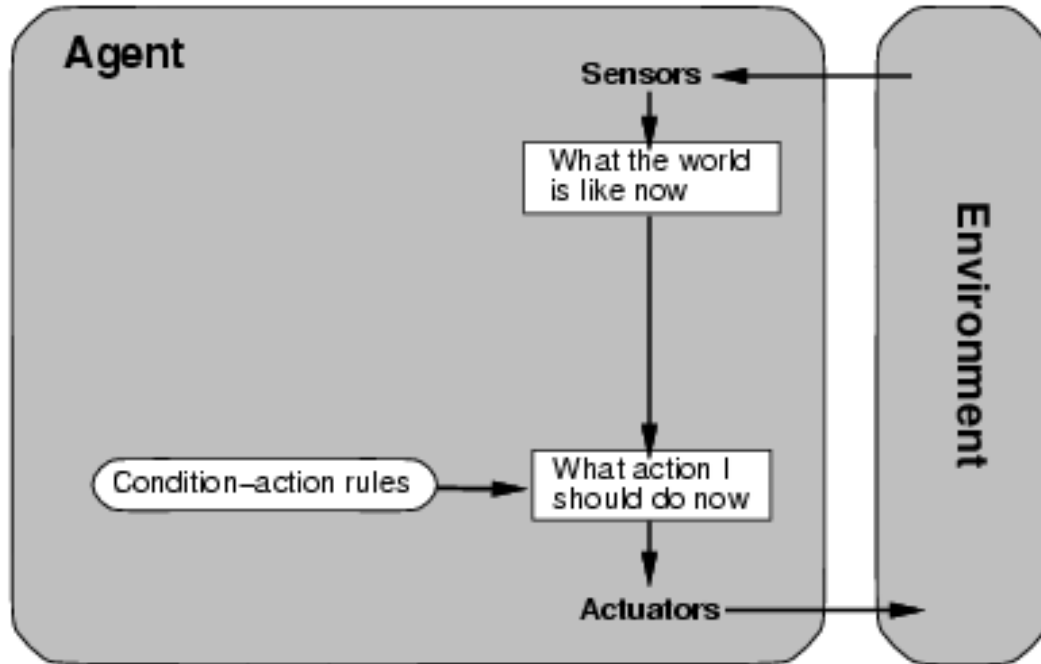 Agent
Sensors
What the world
is like now
Environment
Condition–action rules
What action I
should do now
Actuators